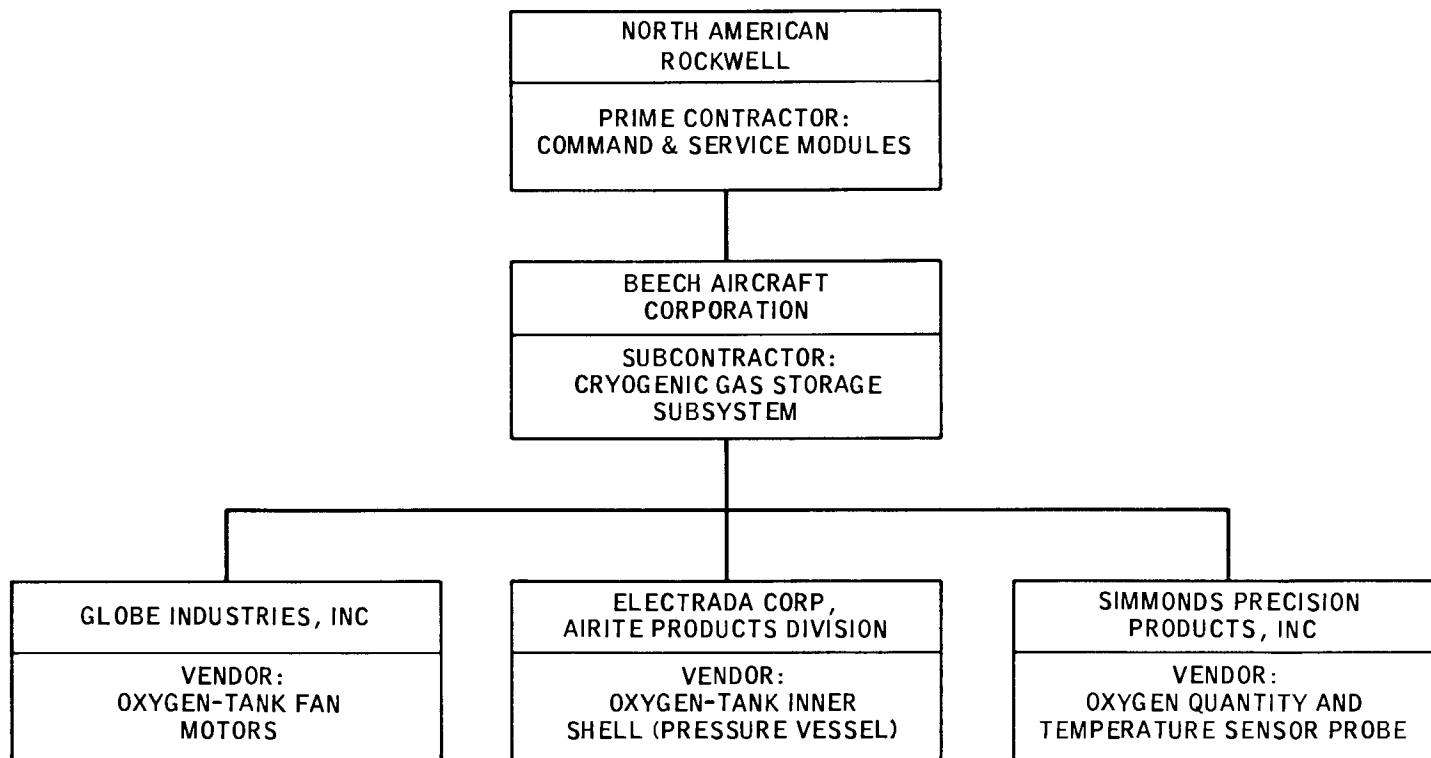 NORTH AMERICAN
ROCKWELL
PRIME CONTRACTOR:
COMMAND & SERVICE MODULES
BEECH AIRCRAFT
CORPORATION
SUBCONTRACTOR:
CRYOGENIC GAS STORAGE
SUBSYSTEM
GLOBE INDUSTRIES, INC
VENDOR:
OXYGEN-TANK FAN
MOTORS
ELECTRADA CORP,
AIRITE PRODUCTS DIVISION
VENDOR:
OXYGEN-TANK INNER
SHELL (PRESSURE VESSEL)
SIMMONDS PRECISION
PRODUCTS, INC
VENDOR:
OXYGEN QUANTITY AND
TEMPERATURE SENSOR PROBE